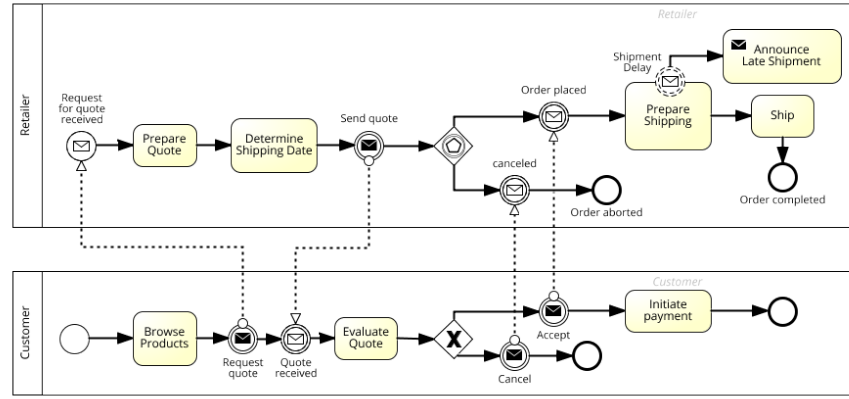 Retailer
Retailer
Request
for quote
received
Prepare
Quote
Determine
Shipping Date
Send quote
Order placed
canceled
Order aborted
Shipment
Delay
Prepare
Shipping
Announce
Late Shipment
Ship
Order completed
Customer
Customer
Browse
Products
Request
quote
Quote
received
Evaluate
Quote
X
Accept
Cancel
Initiate
payment